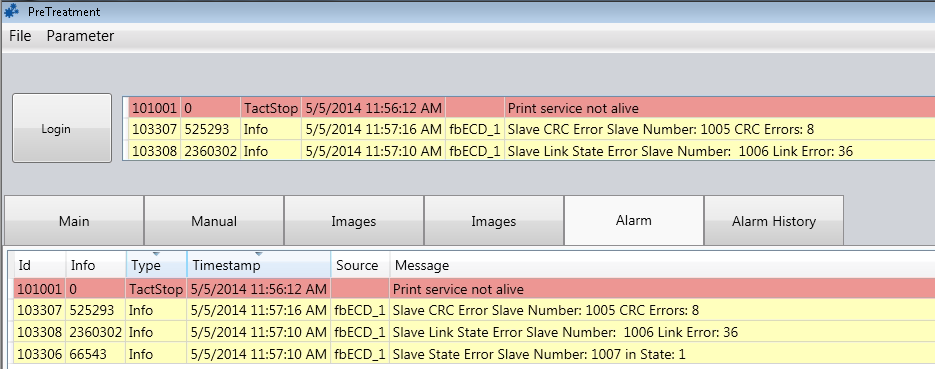 PreTreatment
File Parameter
Login
101001 0 TactStop 5/5/2014 11:56:12 AM Print service not alive
103307 525293 Info 5/5/2014 11:57:16 AM fbECD_1 Slave CRC Error Slave Number: 1005 CRC Errors: 8
103308 2360302 Info 5/5/2014 11:57:10 AM fbECD_1 Slave Link State Error Slave Number: 1006 Link Error: 36
Main Manual Images Images Alarm Alarm History
Id Info Type Timestamp Source Message
101001 0 TactStop 5/5/2014 11:56:12 AM Print service not alive
103307 525293 Info 5/5/2014 11:57:16 AM fbECD_1 Slave CRC Error Slave Number: 1005 CRC Errors: 8
103308 2360302 Info 5/5/2014 11:57:10 AM fbECD_1 Slave Link State Error Slave Number: 1006 Link Error: 36
103306 66543 Info 5/5/2014 11:57:10 AM fbECD_1 Slave State Error Slave Number: 1007 in State: 1